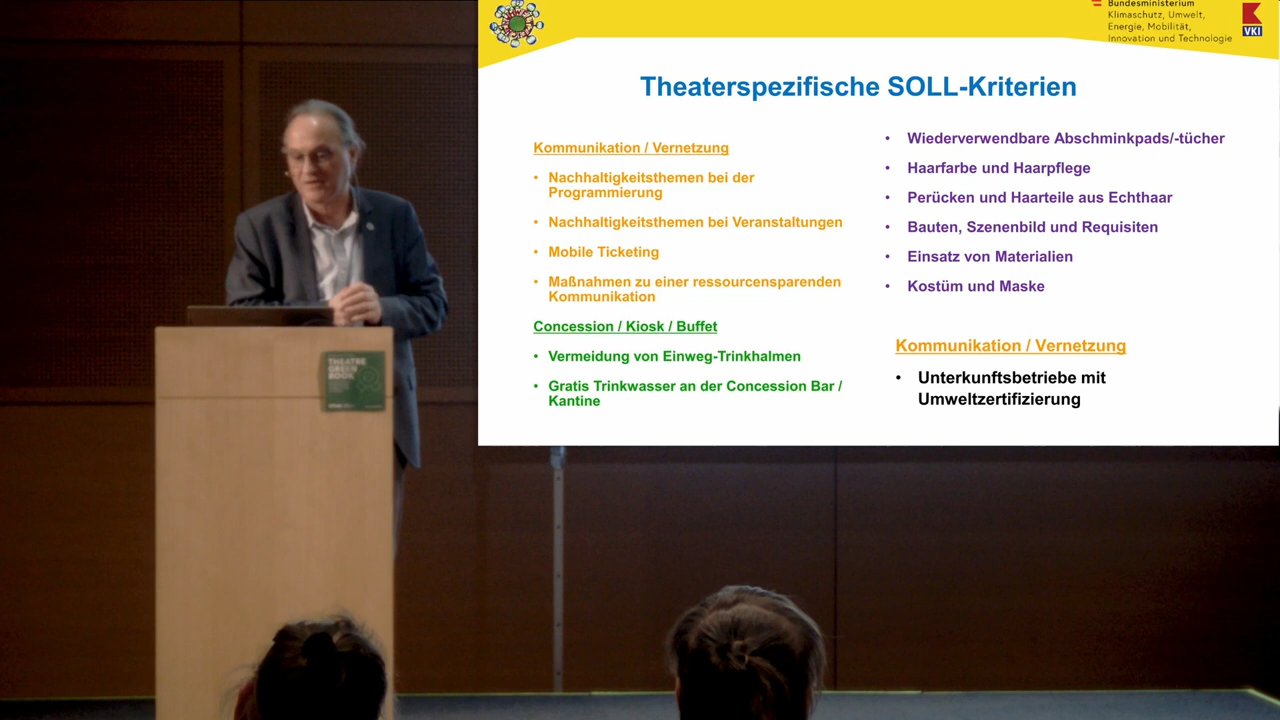 Bundesministerium
Klimaschutz, Umwelt,
Energie, Mobilität,
Innovation und Technologie
VKI
Theaterspezifische SOLL-Kriterien
Kommunikation / Vernetzung
• Nachhaltigkeitsthemen bei der
Programmierung
• Nachhaltigkeitsthemen bei Veranstaltungen
• Mobile Ticketing
• Maßnahmen zu einer ressourcensparenden
Kommunikation
Concession / Kiosk / Buffet
• Vermeidung von Einweg-Trinkhalmen
• Gratis Trinkwasser an der Concession Bar /
Kantine
• Wiederverwendbare Abschminkpads/-tücher
• Haarfarbe und Haarpflege
• Perücken und Haarteile aus Echthaar
• Bauten, Szenenbild und Requisiten
• Einsatz von Materialien
• Kostüm und Maske
Kommunikation / Vernetzung
• Unterkunftsbetriebe mit
Umweltzertifizierung
THEATRE
GREEN
BOOK